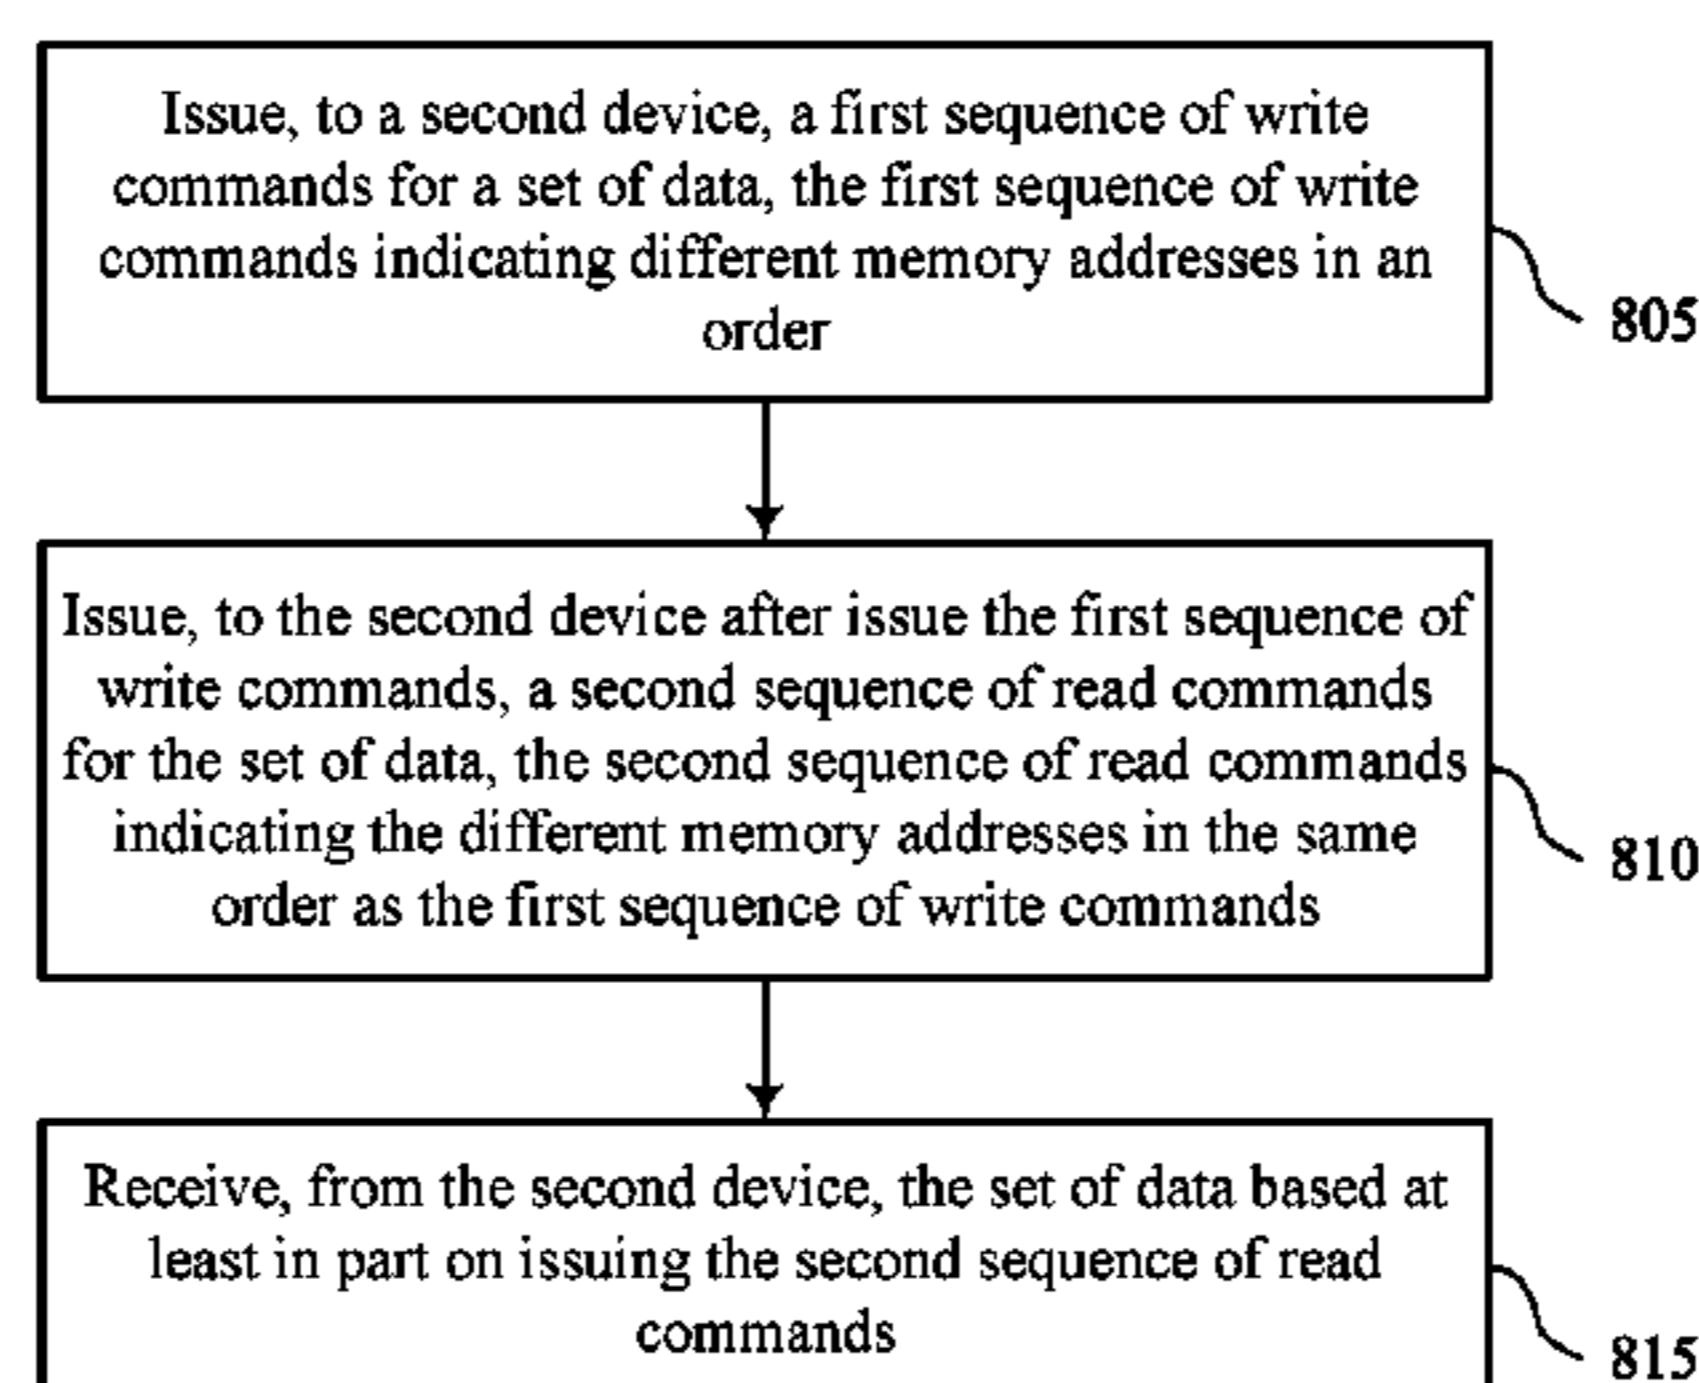 Issue, to a second device, a first sequence of write
commands for a set of data, the first sequence of write
commands indicating different memory addresses in an
order
805
Issue, to the second device after issue the first sequence of
write commands, a second sequence of read commands
for the set of data, the second sequence of read commands
indicating the different memory addresses in the same
order as the first sequence of write commands
810
Receive, from the second device, the set of data based at
least in part on issuing the second sequence of read
commands
815